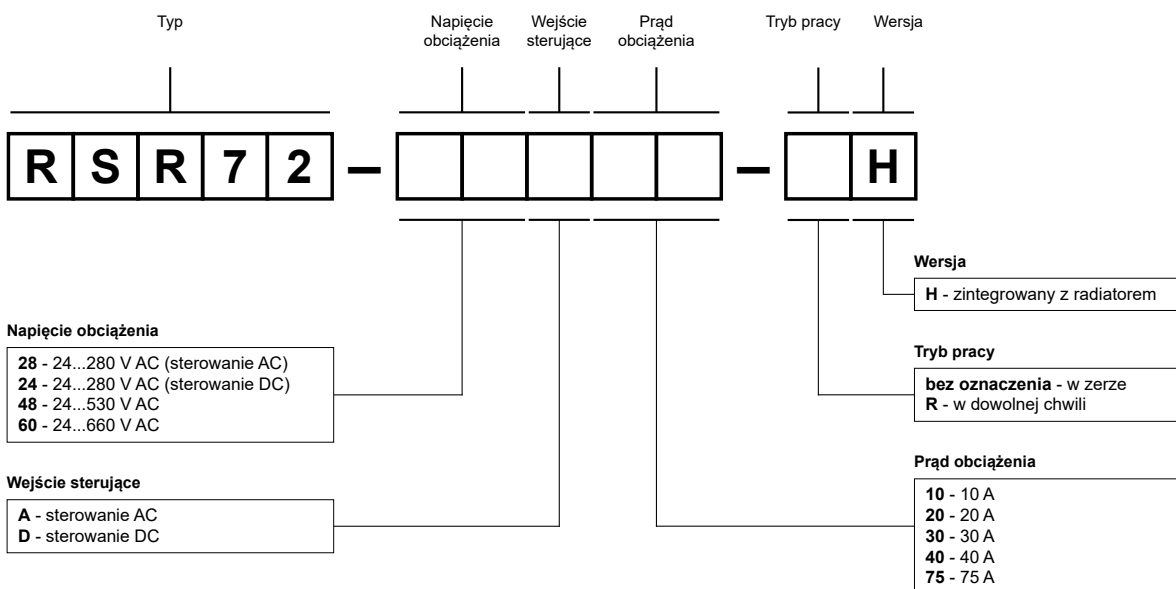 Typ
Napięcie
obciążenia
Wejście
sterujące
Prąd
obciążenia
Tryb pracy
Wersja
R S R 7 2 – – H
Wersja
H - zintegrowany z radiatorem
Napięcie obciążenia
28 - 24...280 V AC (sterowanie AC)
24 - 24...280 V AC (sterowanie DC)
48 - 24...530 V AC
60 - 24...660 V AC
Tryb pracy
bez oznaczenia - w zerze
R - w dowolnej chwili
Wejście sterujące
A - sterowanie AC
D - sterowanie DC
Prąd obciążenia
10 - 10 A
20 - 20 A
30 - 30 A
40 - 40 A
75 - 75 A